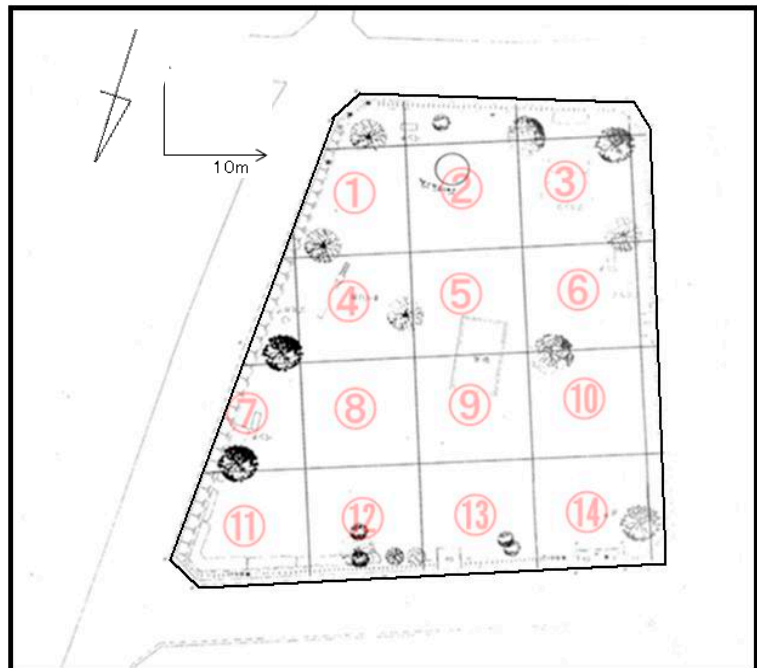 10m
① ② ③
④ ⑤ ⑥
⑦ ⑧ ⑨ ⑩
⑪ ⑫ ⑬ ⑭